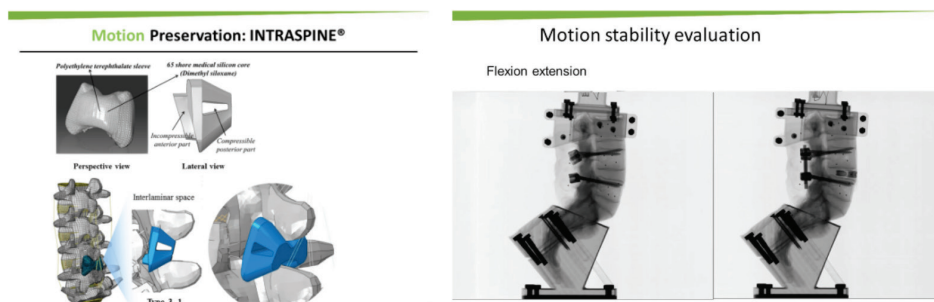 Motion Preservation: INTRASPINE®
Polyethylene terephthalate sleeve
65 shore medical silicon core
(Dimethyl siloxane)
Incompressible
anterior part
Compressible
posterior part
Perspective view
Lateral view
Interlaminar space
Motion stability evaluation
Flexion extension